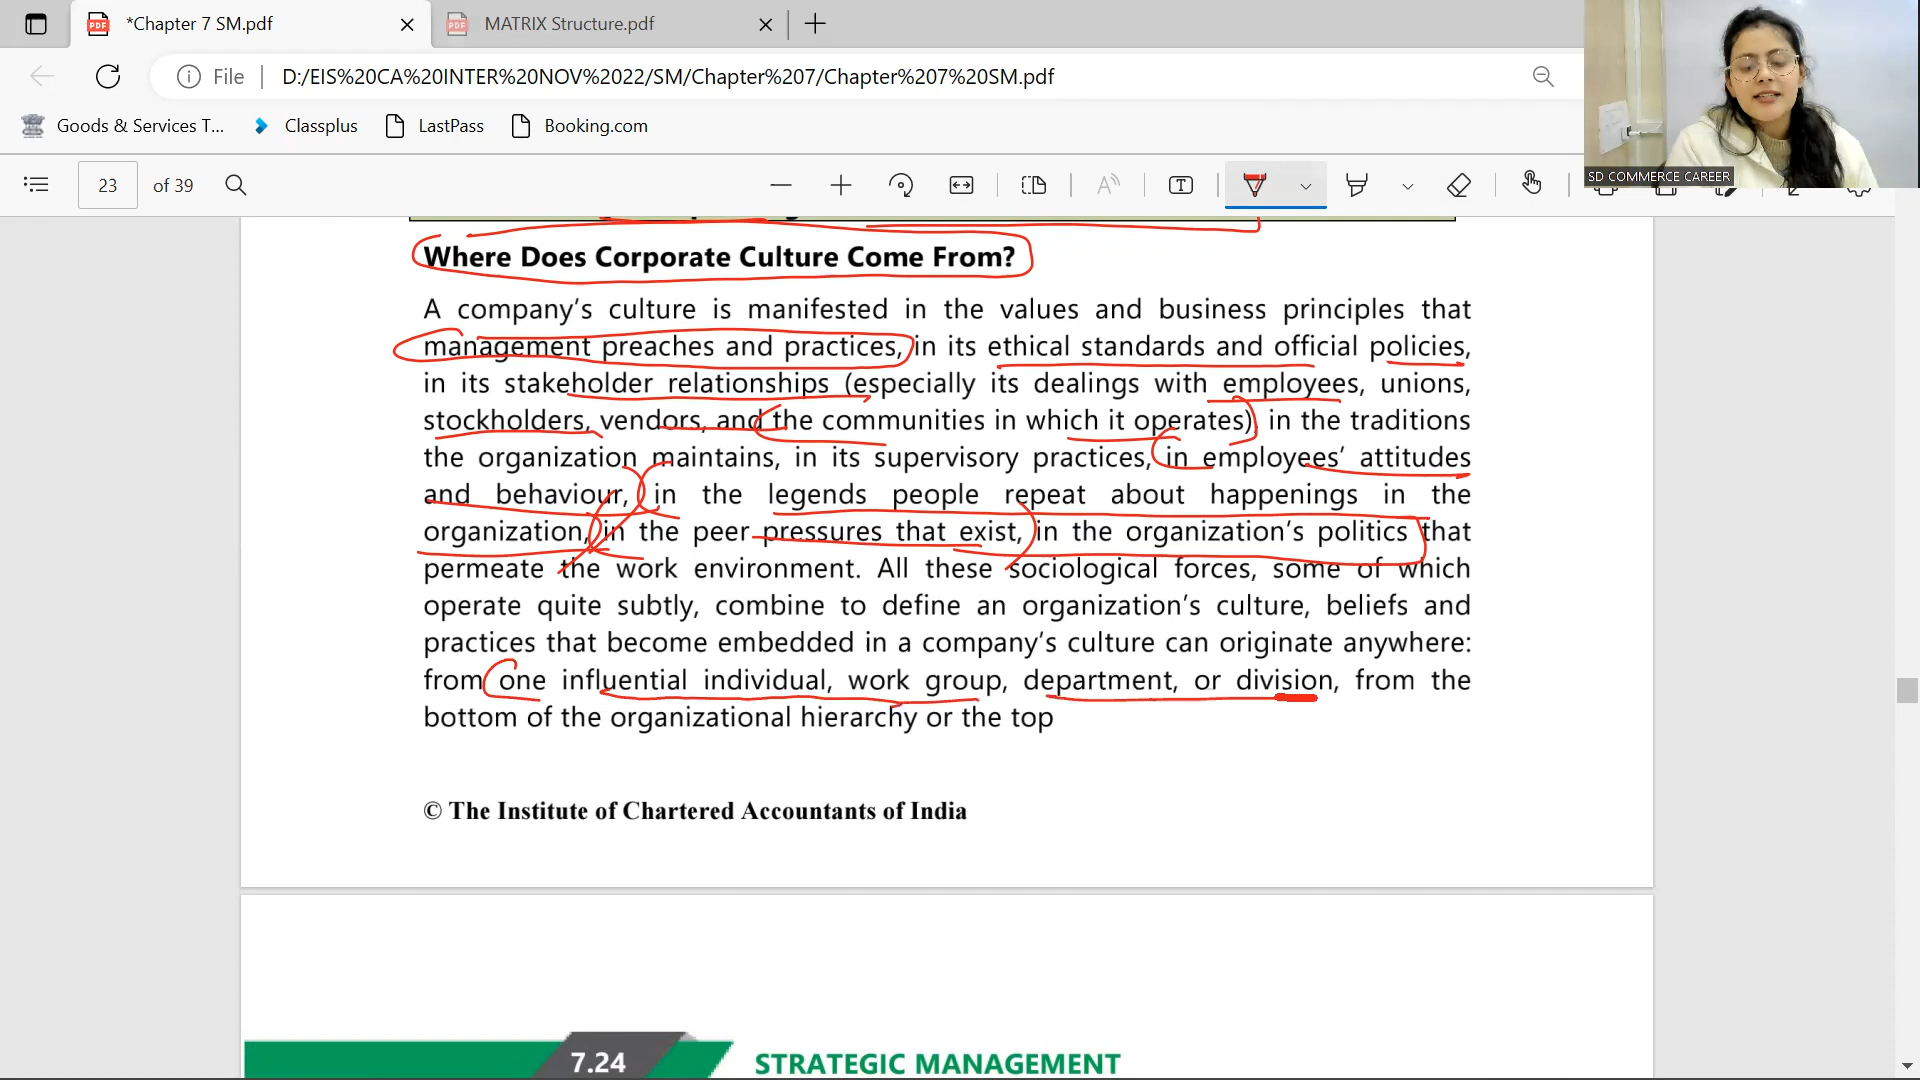 *Chapter 7 SM.pdf
MATRIX Structure.pdf
File
D:/EIS%20CA%20INTER%20NOV%2022/SM/Chapter%207/Chapter%207%20SM.pdf
Goods & Services T...
Classplus
LastPass
Booking.com
23 of 39
SD COMMERCE CAREER
Where Does Corporate Culture Come From?
A company's culture is manifested in the values and business principles that
management preaches and practices, in its ethical standards and official policies,
in its stakeholder relationships (especially its dealings with employees, unions,
stockholders, vendors, and the communities in which it operates), in the traditions
the organization maintains, in its supervisory practices, in employees' attitudes
and behaviour, in the legends people repeat about happenings in the
organization, in the peer pressures that exist, in the organization's politics that
permeate the work environment. All these sociological forces, some of which
operate quite subtly, combine to define an organization's culture, beliefs and
practices that become embedded in a company's culture can originate anywhere:
from one influential individual, work group, department, or division, from the
bottom of the organizational hierarchy or the top
© The Institute of Chartered Accountants of India
7.24
STRATEGIC MANAGEMENT